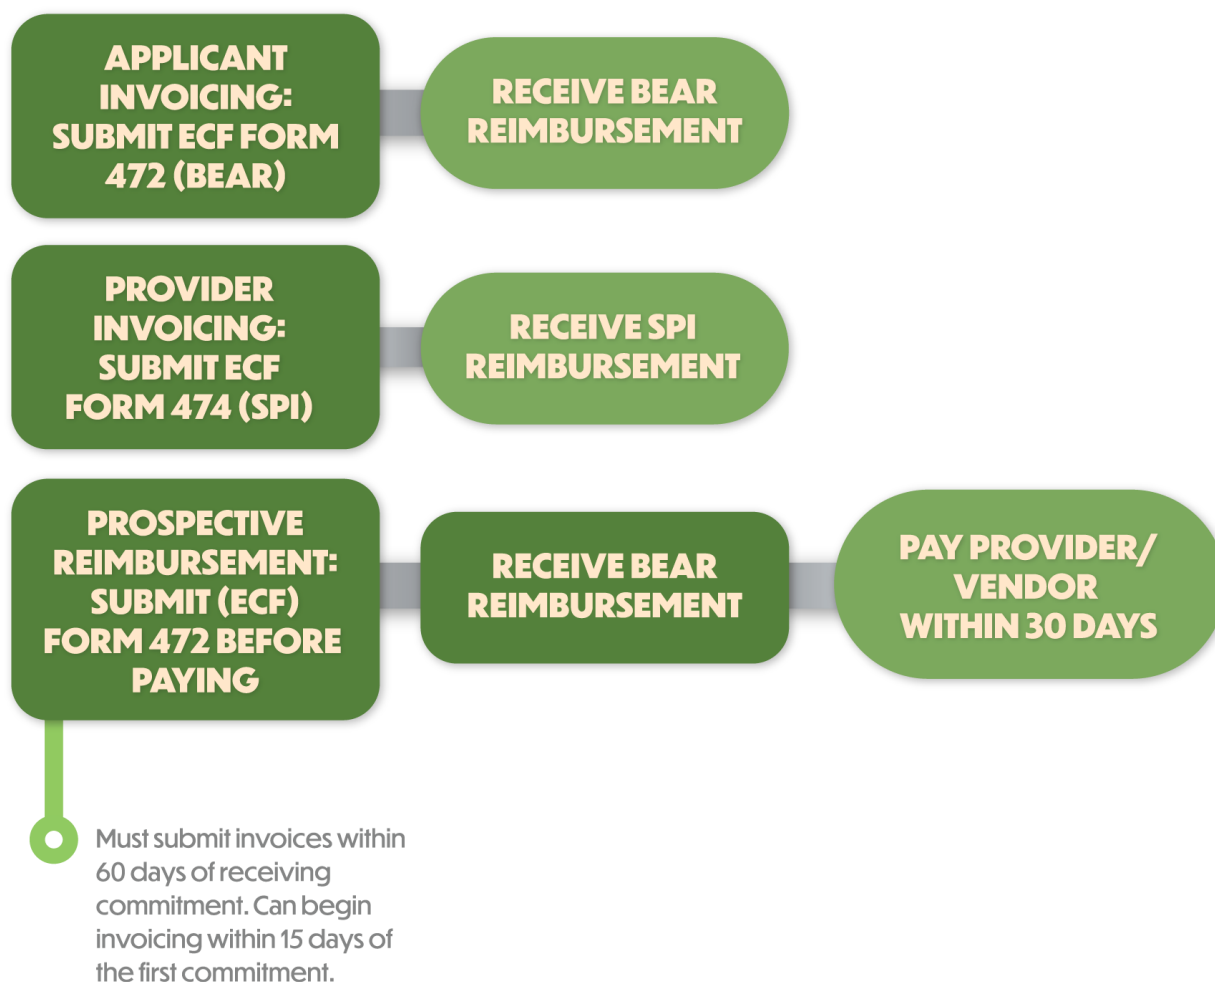 APPLICANT
INVOICING:
SUBMIT ECF FORM
472 (BEAR)
RECEIVE BEAR
REIMBURSEMENT
PROVIDER
INVOICING:
SUBMIT ECF
FORM 474 (SPI)
RECEIVE SPI
REIMBURSEMENT
PROSPECTIVE
REIMBURSEMENT:
SUBMIT (ECF)
FORM 472 BEFORE
PAYING
RECEIVE BEAR
REIMBURSEMENT
PAY PROVIDER/
VENDOR
WITHIN 30 DAYS
Must submit invoices within
60 days of receiving
commitment. Can begin
invoicing within 15 days of
the first commitment.